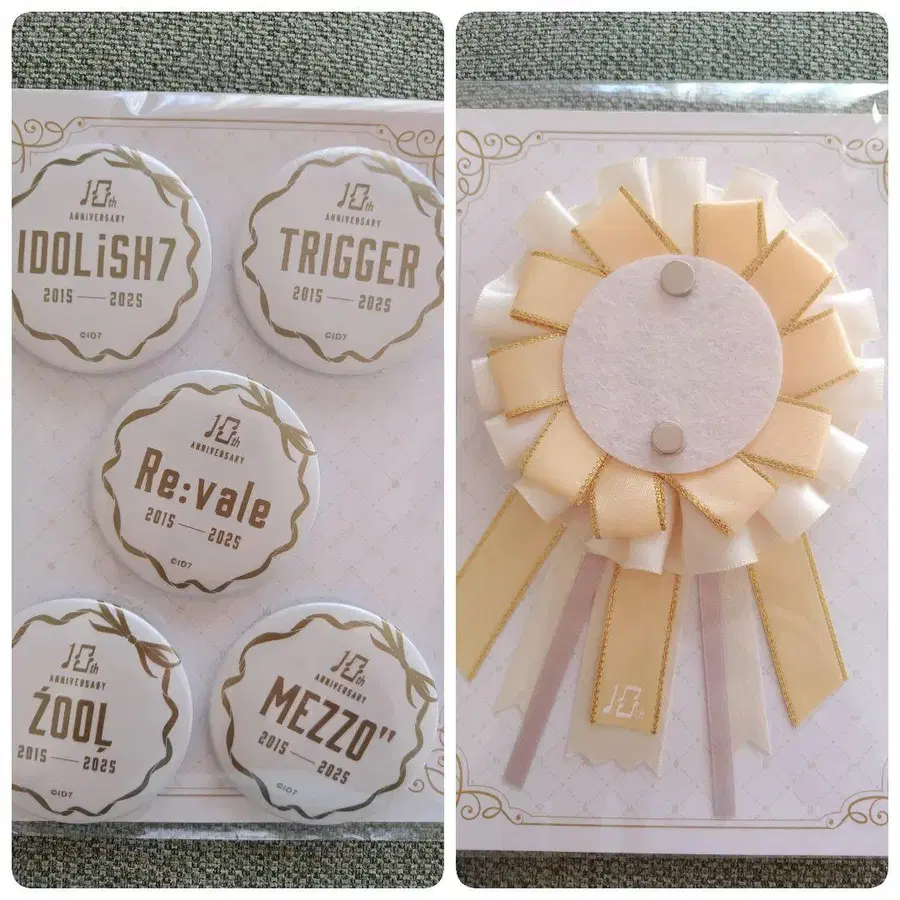 10th
ANNIVERSARY
IDOLiSH7
2015 — 2025
©ID7
10th
ANNIVERSARY
TRIGGER
2015 — 2025
©ID7
10th
ANNIVERSARY
Re:vale
2015 — 2025
©ID7
10th
ANNIVERSARY
ŹOOĻ
2015 — 2025
©ID7
10th
ANNIVERSARY
MEZZO"
2015 — 2025
©ID7
10th